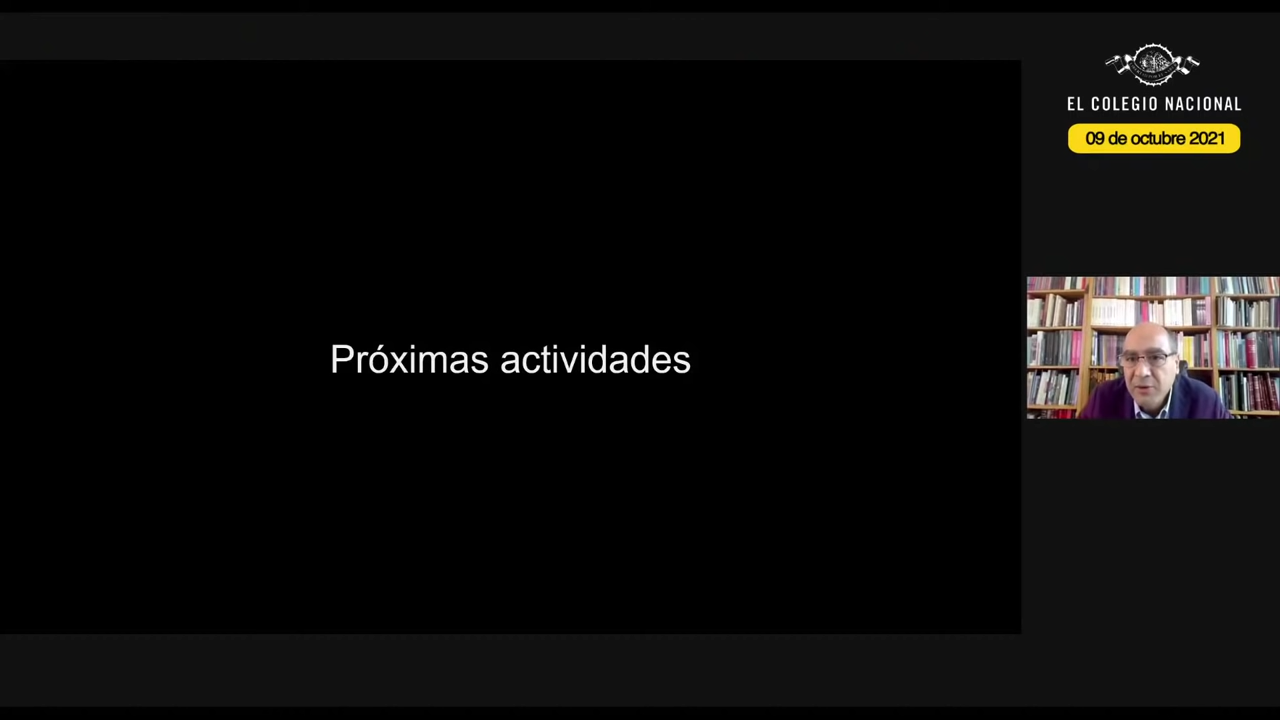 EL COLEGIO NACIONAL
09 de octubre 2021
Próximas actividades